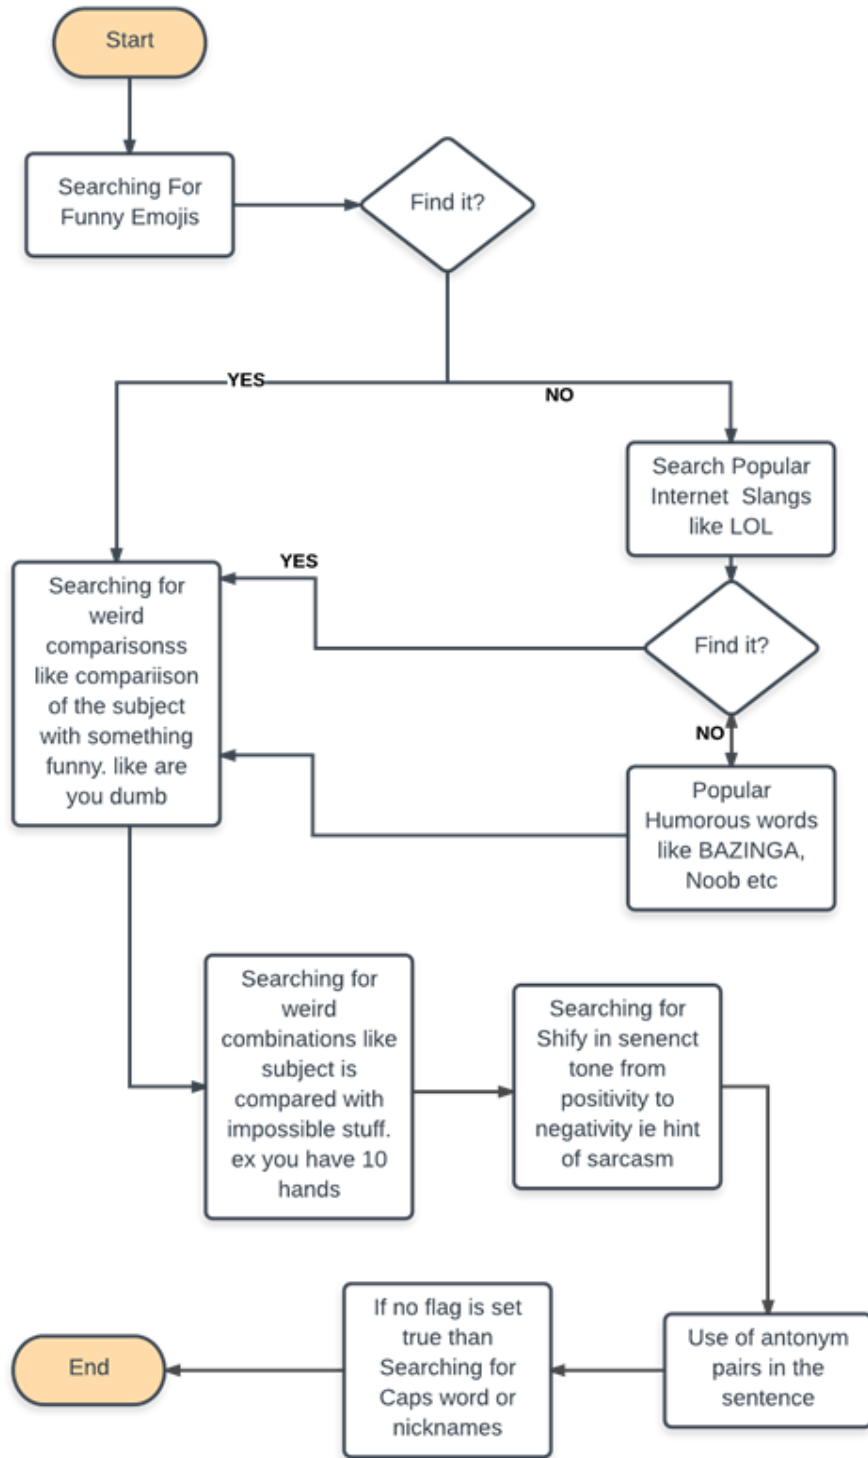 Start
Searching For
Funny Emojis
Find it?
YES
NO
Search Popular
Internet Slangs
like LOL
YES
Find it?
NO
Searching for
weird
comparisonss
like compariison
of the subject
with something
funny. like are
you dumb
Popular
Humorous words
like BAZINGA,
Noob etc
Searching for
weird
combinations like
subject is
compared with
impossible stuff.
ex you have 10
hands
Searching for
Shify in senenct
tone from
positivity to
negativity ie hint
of sarcasm
Use of antonym
pairs in the
sentence
If no flag is set
true than
Searching for
Caps word or
nicknames
End